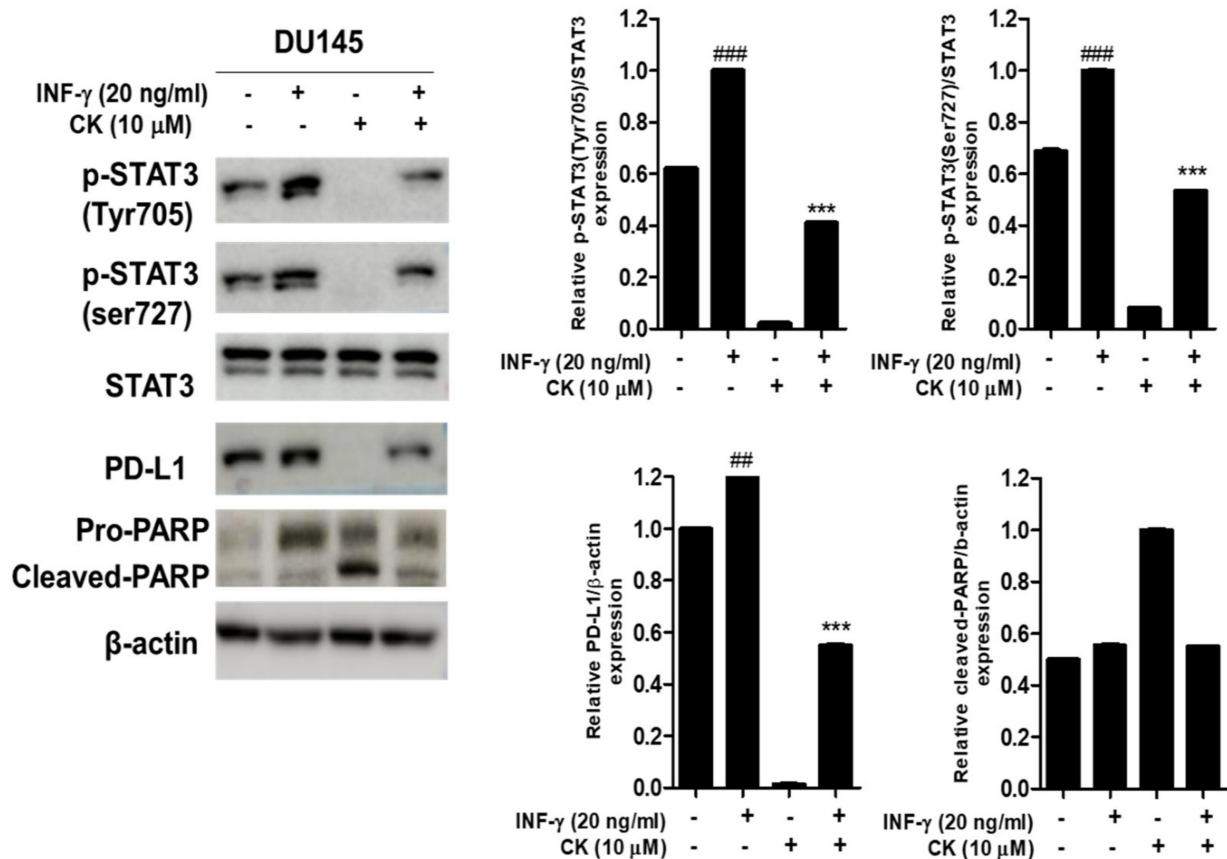 DU145
INF-γ (20 ng/ml) - + - +
CK (10 μM) - - + +
p-STAT3
(Tyr705)
p-STAT3
(ser727)
STAT3
PD-L1
Pro-PARP
Cleaved-PARP
β-actin
Relative p-STAT3(Tyr705)/STAT3
expression
1.2
1.0
0.8
0.6
0.4
0.2
0.0
###
***
INF-γ (20 ng/ml) - + - +
CK (10 μM) - - + +
Relative p-STAT3(Ser727)/STAT3
expression
1.2
1.0
0.8
0.6
0.4
0.2
0.0
###
***
INF-γ (20 ng/ml) - + - +
CK (10 μM) - - + +
Relative PD-L1/β-actin
expression
1.2
1.0
0.8
0.6
0.4
0.2
0.0
##
***
INF-γ (20 ng/ml) - + - +
CK (10 μM) - - + +
Relative cleaved-PARP/b-actin
expression
1.2
1.0
0.8
0.6
0.4
0.2
0.0
INF-γ (20 ng/ml) - + - +
CK (10 μM) - - + +